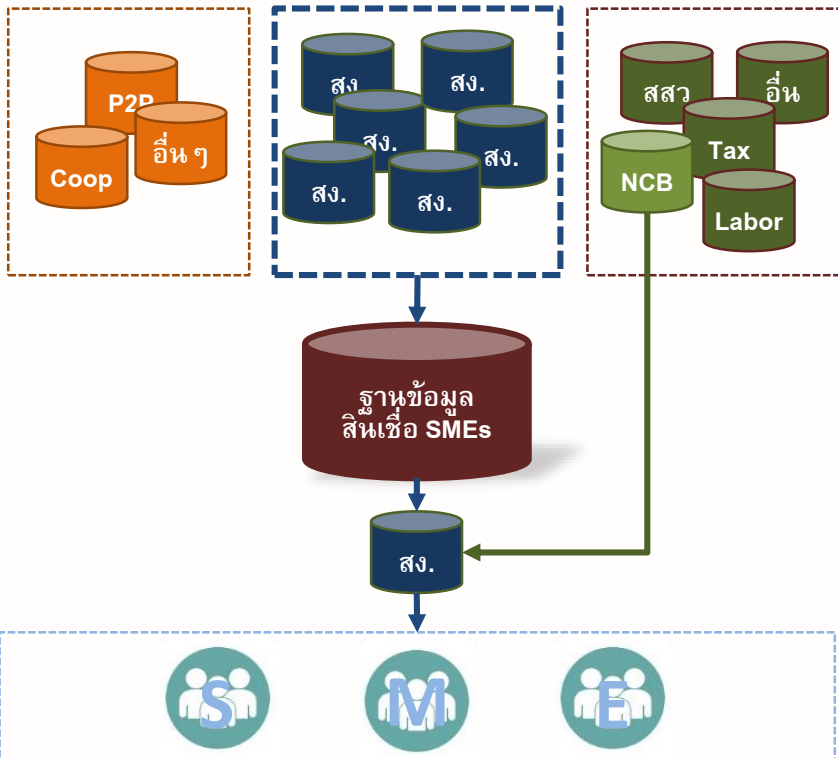 P2P
อื่น ๆ
Coop
สง.
สง.
สง.
สง.
สง.
สง.
สสว
อื่น
Tax
NCB
Labor
ฐานข้อมูล
สินเชื่อ SMEs
สง.
S
M
E